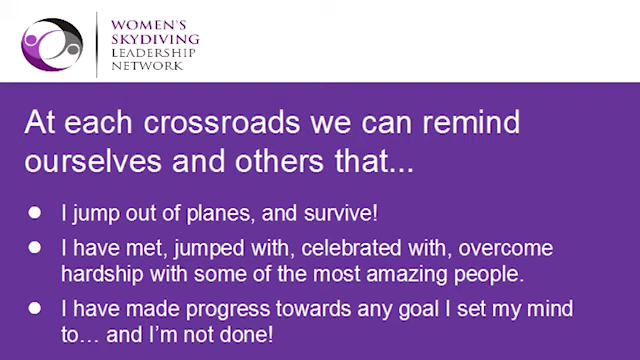 WOMEN'S
SKYDIVING
LEADERSHIP
NETWORK
At each crossroads we can remind
ourselves and others that...
● I jump out of planes, and survive!
● I have met, jumped with, celebrated with, overcome
hardship with some of the most amazing people.
● I have made progress towards any goal I set my mind
to... and I'm not done!